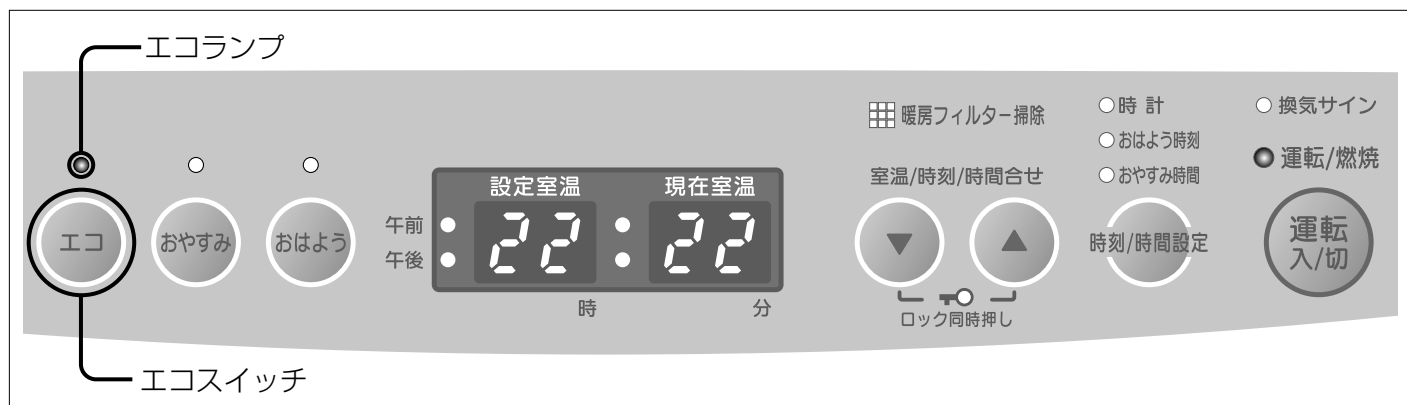 エコランプ
暖房フィルター掃除
時計
換気サイン
おはよう時刻
運転/燃焼
室温/時刻/時間合せ
おやすみ時間
設定室温
現在室温
午前
22
22
エコ
おやすみ
おはよう
▼
▲
時刻/時間設定
運転
入/切
午後
時
分
ロック同時押し
エコスイッチ